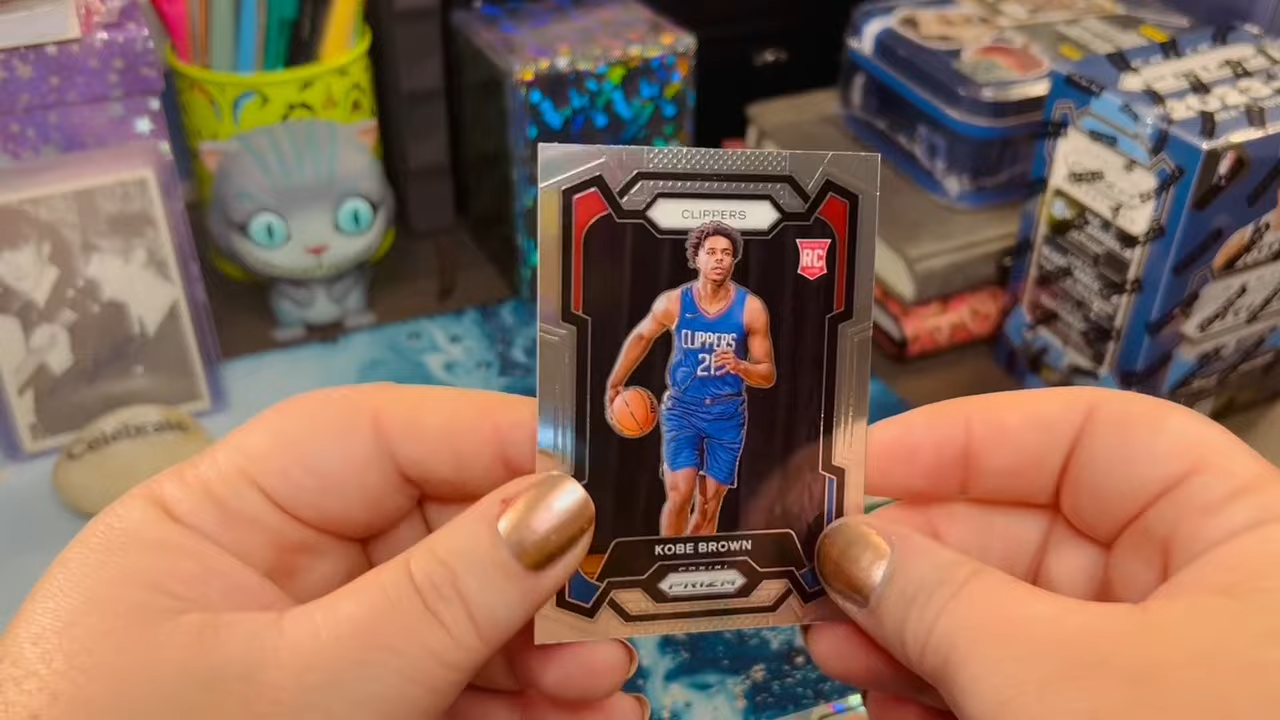 CLIPPERS
RC
CLIPPERS
21
KOBE BROWN
PANINI
PRIZM
Celebrate